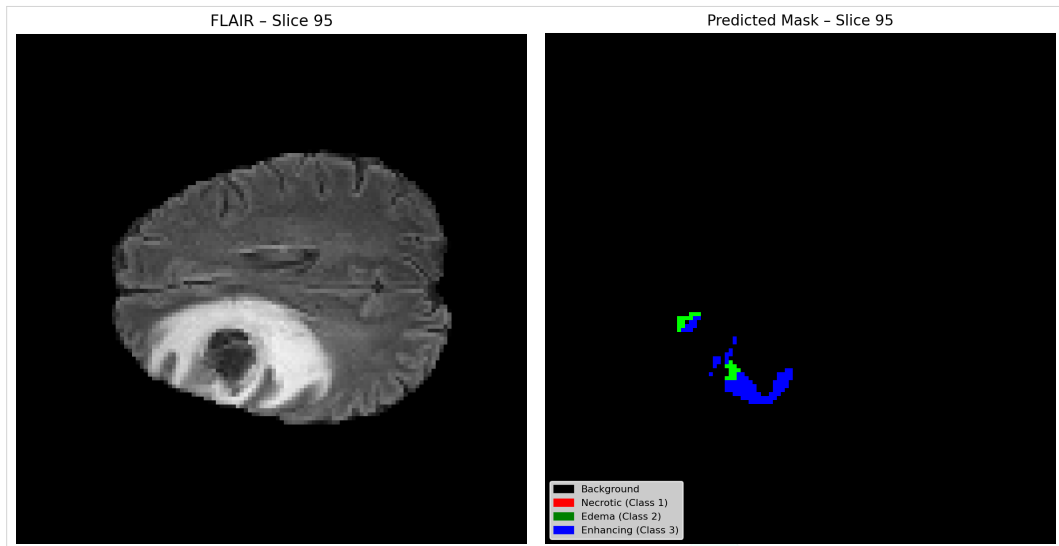 FLAIR – Slice 95
Predicted Mask – Slice 95
Background
Necrotic (Class 1)
Edema (Class 2)
Enhancing (Class 3)